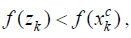 f(z_k) < f(x_k^c),